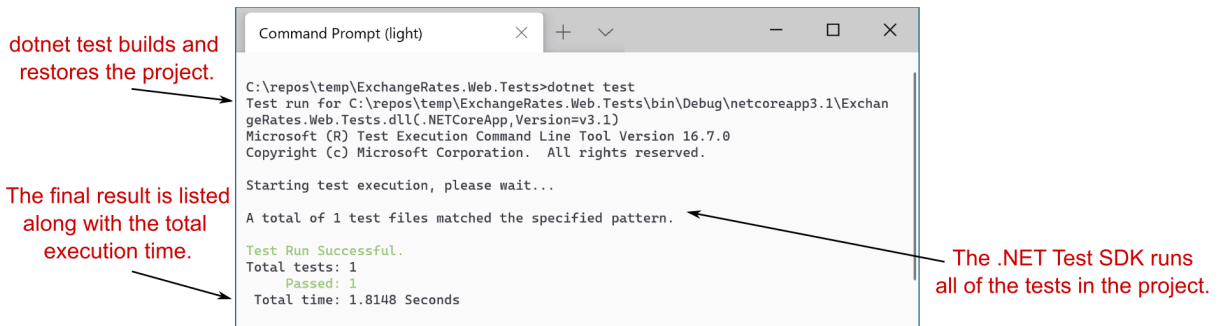 Command Prompt (light)
dotnet test builds and
restores the project.
C:\repos\temp\ExchangeRates.Web.Tests>dotnet test
Test run for C:\repos\temp\ExchangeRates.Web.Tests\bin\Debug\netcoreapp3.1\Exchan
geRates.Web.Tests.dll(.NETCoreApp,Version=v3.1)
Microsoft (R) Test Execution Command Line Tool Version 16.7.0
Copyright (c) Microsoft Corporation.  All rights reserved.
Starting test execution, please wait...
A total of 1 test files matched the specified pattern.
The final result is listed
along with the total
execution time.
Test Run Successful.
Total tests: 1
Passed: 1
Total time: 1.8148 Seconds
The .NET Test SDK runs
all of the tests in the project.